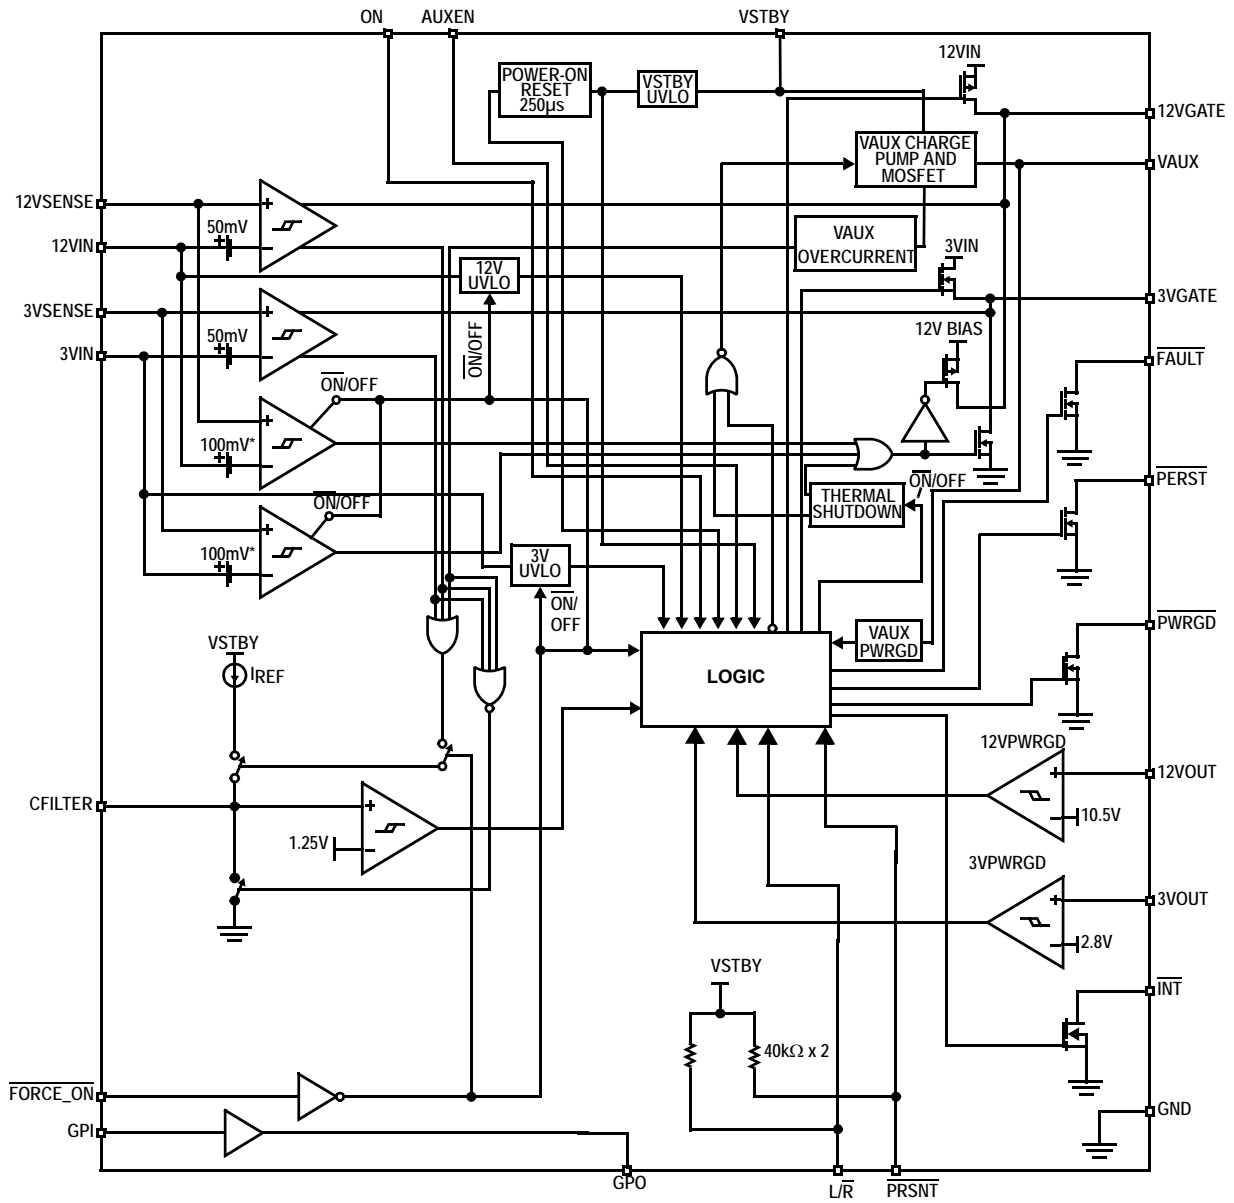 ON
AUXEN
VSTBY
12VIN
POWER-ON
RESET
250µs
VSTBY
UVLO
12VGATE
VAUX CHARGE
PUMP AND
MOSFET
VAUX
12VSENSE
50mV
12VIN
VAUX
OVERCURRENT
3VIN
12V
UVLO
3VGATE
3VSENSE
50mV
3VIN
ON/OFF
12V BIAS
FAULT
ON/OFF
100mV*
ON/OFF
THERMAL
SHUTDOWN
PERST
ON/OFF
100mV*
3V
UVLO
ON/
OFF
VSTBY
IREF
LOGIC
VAUX
PWRGD
PWRGD
12VPWRGD
12VOUT
10.5V
CFILTER
1.25V
3VPWRGD
3VOUT
2.8V
VSTBY
INT
40kΩ x 2
FORCE_ON
GPI
GND
GPO
L/R
PRSNT